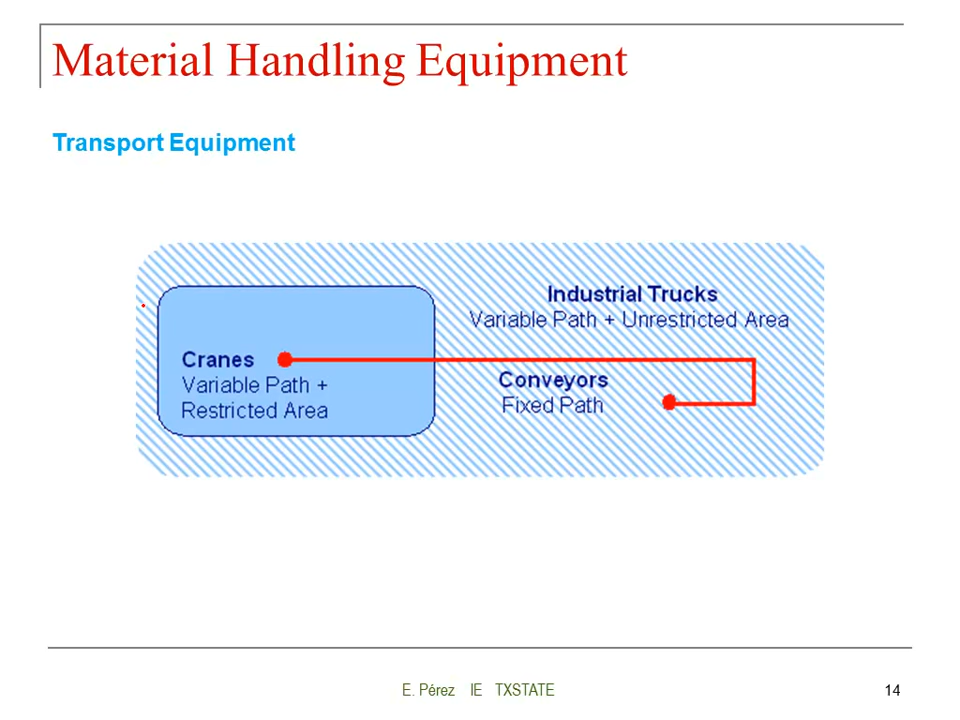 Material Handling Equipment
Transport Equipment
Industrial Trucks
Variable Path + Unrestricted Area
Cranes
Variable Path +
Restricted Area
Conveyors
Fixed Path
E. Pérez IE TXSTATE
14